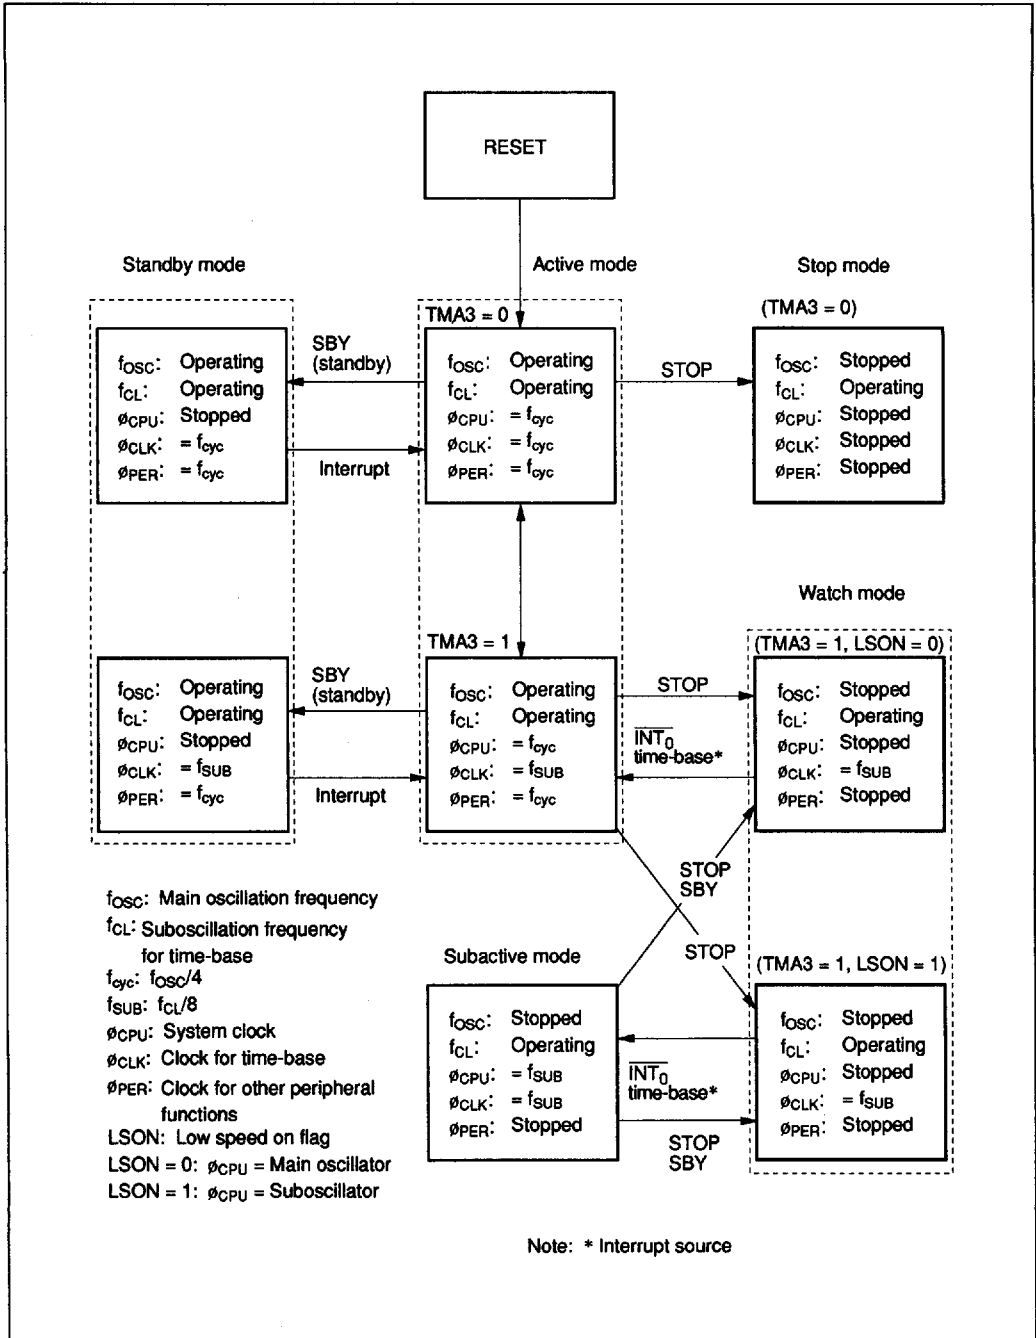 RESET
Standby mode
Active mode
Stop mode
TMA3 = 0
(TMA3 = 0)
fOSC: Operating
fCL: Operating
øCPU: Stopped
øCLK: = fcyc
øPER: = fcyc
SBY
(standby)
Interrupt
fOSC: Operating
fCL: Operating
øCPU: = fcyc
øCLK: = fcyc
øPER: = fcyc
STOP
fOSC: Stopped
fCL: Operating
øCPU: Stopped
øCLK: Stopped
øPER: Stopped
Watch mode
TMA3 = 1
(TMA3 = 1, LSON = 0)
fOSC: Operating
fCL: Operating
øCPU: Stopped
øCLK: = fSUB
øPER: = fcyc
SBY
(standby)
Interrupt
fOSC: Operating
fCL: Operating
øCPU: = fcyc
øCLK: = fSUB
øPER: = fcyc
STOP
I̅N̅T̅0̅
time-base*
fOSC: Stopped
fCL: Operating
øCPU: Stopped
øCLK: = fSUB
øPER: Stopped
STOP
SBY
STOP
Subactive mode
(TMA3 = 1, LSON = 1)
fOSC: Stopped
fCL: Operating
øCPU: = fSUB
øCLK: = fSUB
øPER: Stopped
I̅N̅T̅0̅
time-base*
STOP
SBY
fOSC: Stopped
fCL: Operating
øCPU: Stopped
øCLK: = fSUB
øPER: Stopped
fOSC: Main oscillation frequency
fCL: Suboscillation frequency
for time-base
fcyc: fOSC/4
fSUB: fCL/8
øCPU: System clock
øCLK: Clock for time-base
øPER: Clock for other peripheral
functions
LSON: Low speed on flag
LSON = 0: øCPU = Main oscillator
LSON = 1: øCPU = Suboscillator
Note: * Interrupt source